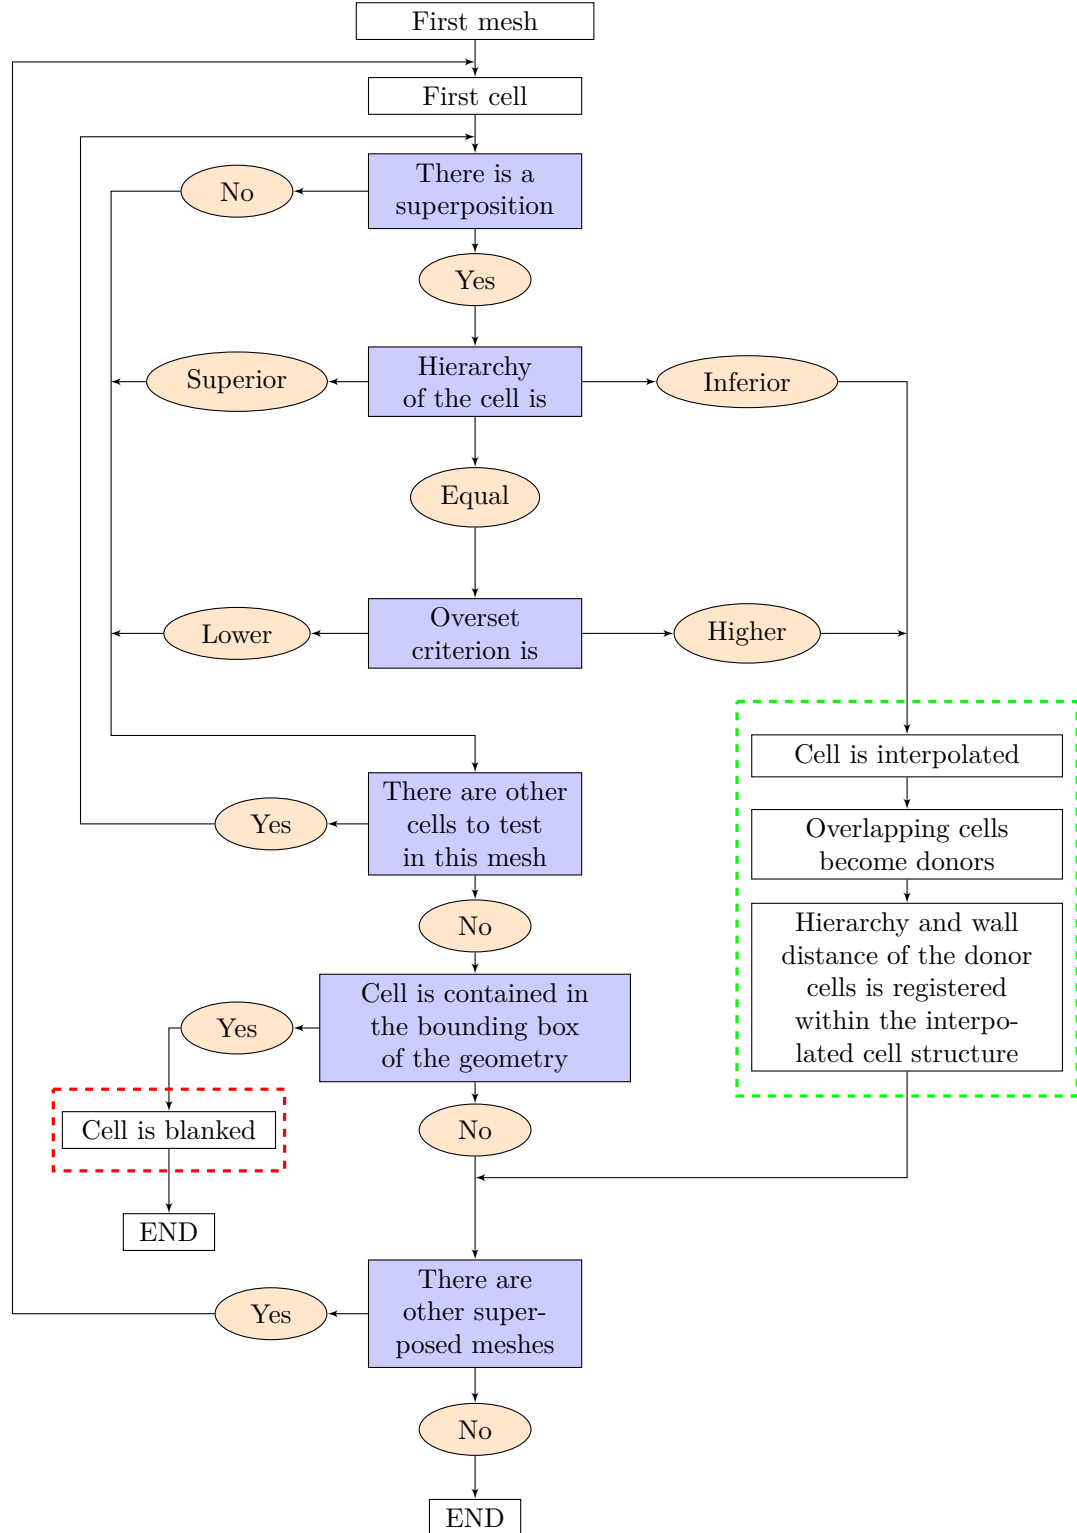 First mesh
First cell
There is a
superposition
No
Yes
Hierarchy
of the cell is
Superior
Inferior
Equal
Overset
criterion is
Lower
Higher
Cell is interpolated
Overlapping cells
become donors
Hierarchy and wall
distance of the donor
cells is registered
within the interpo-
lated cell structure
There are other
cells to test
in this mesh
Yes
No
Cell is contained in
the bounding box
of the geometry
Yes
Cell is blanked
END
No
There are
other super-
posed meshes
Yes
No
END